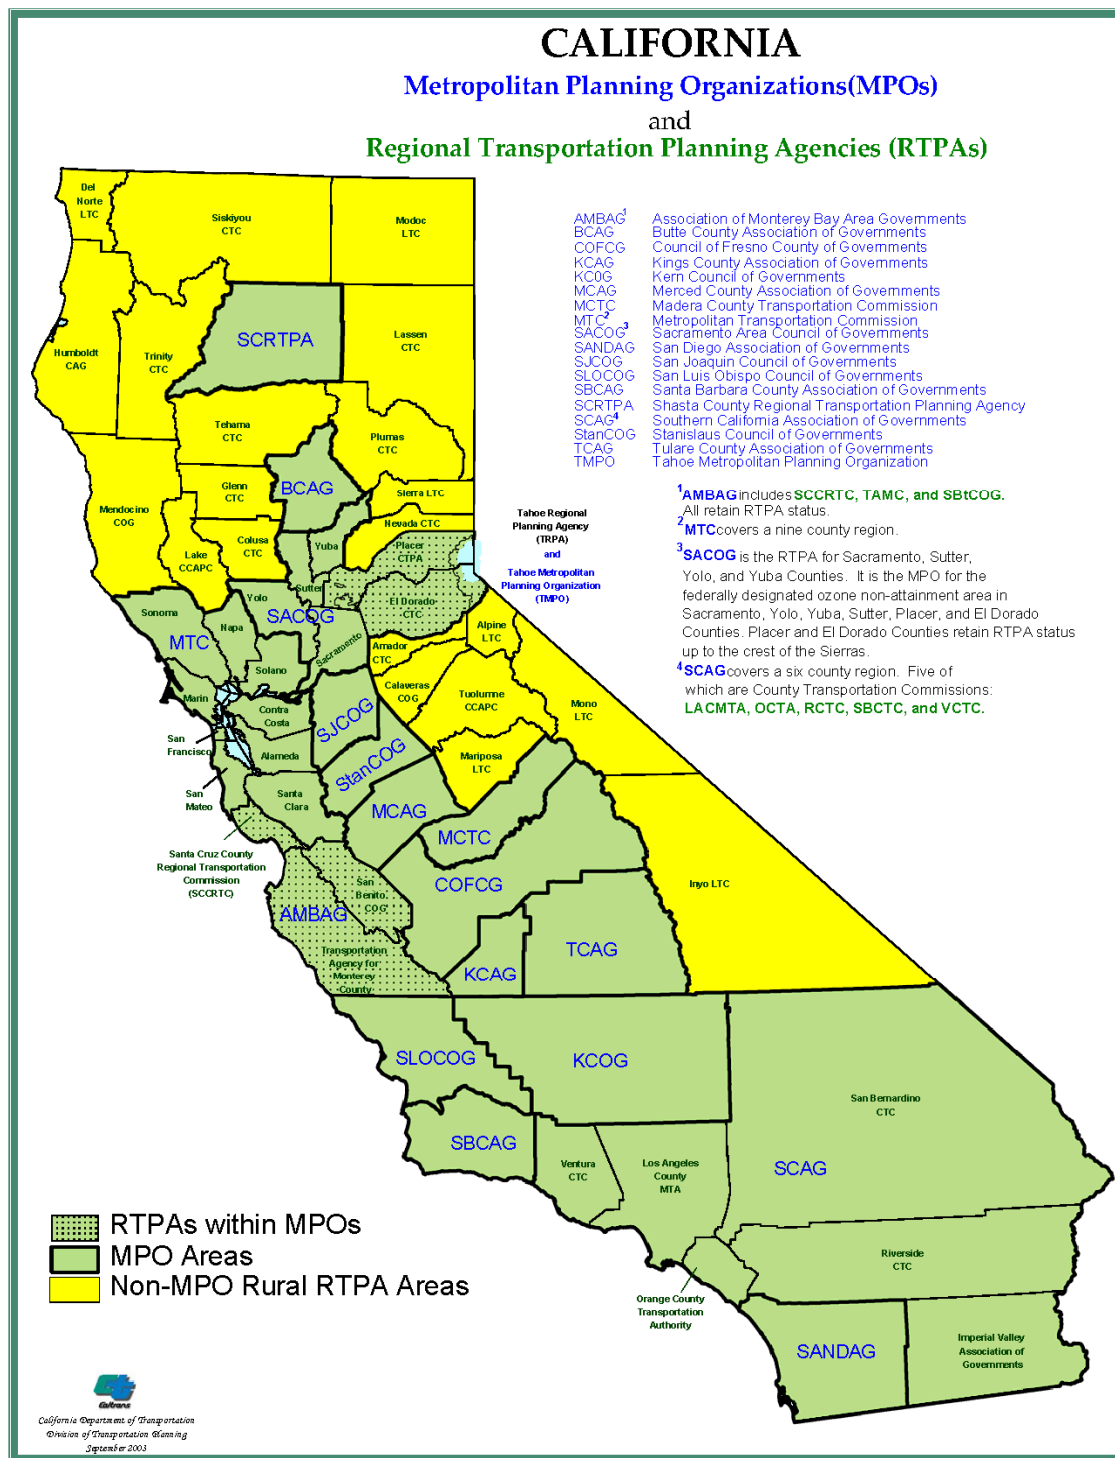 CALIFORNIA
Metropolitan Planning Organizations(MPOs)
and
Regional Transportation Planning Agencies (RTPAs)
AMBAG1 Association of Monterey Bay Area Governments
BCAG Butte County Association of Governments
COFCG Council of Fresno County of Governments
KCAG Kings County Association of Governments
KC0G Kern Council of Governments
MCAG Merced County Association of Governments
MCTC Madera County Transportation Commission
MTC2 Metropolitan Transportation Commission
SACOG3 Sacramento Area Council of Governments
SANDAG San Diego Association of Governments
SJCOG San Joaquin Council of Governments
SLOCOG San Luis Obispo Council of Governments
SBCAG Santa Barbara County Association of Governments
SCRTPA Shasta County Regional Transportation Planning Agency
SCAG4 Southern California Association of Governments
StanCOG Stanislaus Council of Governments
TCAG Tulare County Association of Governments
TMPO Tahoe Metropolitan Planning Organization
1AMBAG includes SCCRTC, TAMC, and SBtCOG.
All retain RTPA status.
2MTC covers a nine county region.
3SACOG is the RTPA for Sacramento, Sutter,
Yolo, and Yuba Counties. It is the MPO for the
federally designated ozone non-attainment area in
Sacramento, Yolo, Yuba, Sutter, Placer, and El Dorado
Counties. Placer and El Dorado Counties retain RTPA status
up to the crest of the Sierras.
4SCAG covers a six county region. Five of
which are County Transportation Commissions:
LACMTA, OCTA, RCTC, SBCTC, and VCTC.
Del
Norte
LTC
Siskiyou
CTC
Modoc
LTC
Humboldt
CAG
Trinity
CTC
SCRTPA
Lassen
CTC
Tehama
CTC
Plumas
CTC
Mendocino
COG
Glenn
CTC
BCAG
Sierra LTC
Nevada CTC
Lake
CCAPC
Colusa
CTC
Yuba
Sutter
Placer
CTPA
El Dorado
CTC
Tahoe Regional
Planning Agency
(TRPA)
and
Tahoe Metropolitan
Planning Organization
(TMPO)
Sonoma
MTC
Napa
Yolo
SACOG
Sacramento
Solano
Marin
Contra
Costa
San
Francisco
Alameda
San
Mateo
Santa
Clara
Amador
CTC
Alpine
LTC
Calaveras
COG
Tuolumne
CCAPC
Mono
LTC
Mariposa
LTC
SJCOG
StanCOG
MCAG
MCTC
COFCG
Inyo LTC
Santa Cruz County
Regional Transportation
Commission
(SCCRTC)
San
Benito
COG
AMBAG
Transportation
Agency for
Monterey
County
KCAG
TCAG
SLOCOG
KCOG
SBCAG
Ventura
CTC
Los Angeles
County
MTA
San Bernardino
CTC
SCAG
Riverside
CTC
Orange County
Transportation
Authority
SANDAG
Imperial Valley
Association of
Governments
RTPAs within MPOs
MPO Areas
Non-MPO Rural RTPA Areas
Caltrans
California Department of Transportation
Division of Transportation Planning
September 2003